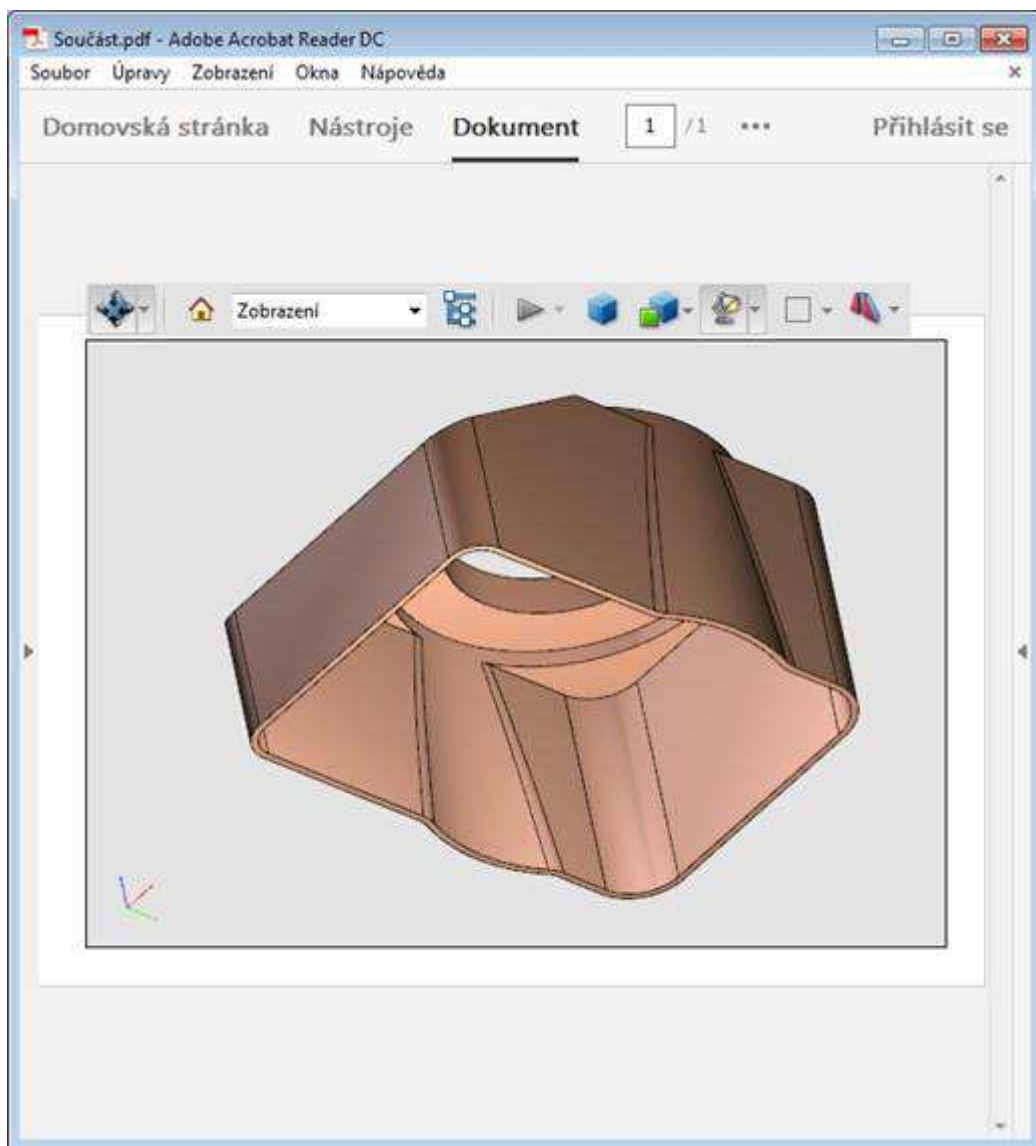 Součást.pdf - Adobe Acrobat Reader DC
Soubor Úpravy Zobrazení Okna Nápověda
Domovská stránka Nástroje Dokument 1 / 1 ••• Přihlásit se
Zobrazení